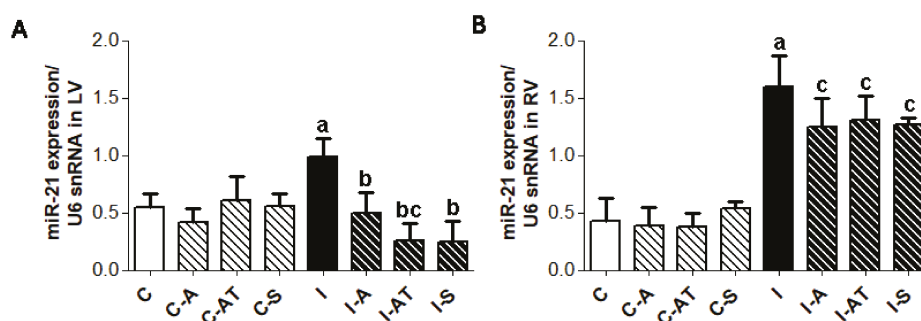 A
miR-21 expression/
U6 snRNA in LV
2.0
1.5
1.0
0.5
0.0
a
b
bc
b
C
C-A
C-AT
C-S
I
I-A
I-AT
I-S
B
miR-21 expression/
U6 snRNA in RV
2.0
1.5
1.0
0.5
0.0
a
c
c
c
C
C-A
C-AT
C-S
I
I-A
I-AT
I-S